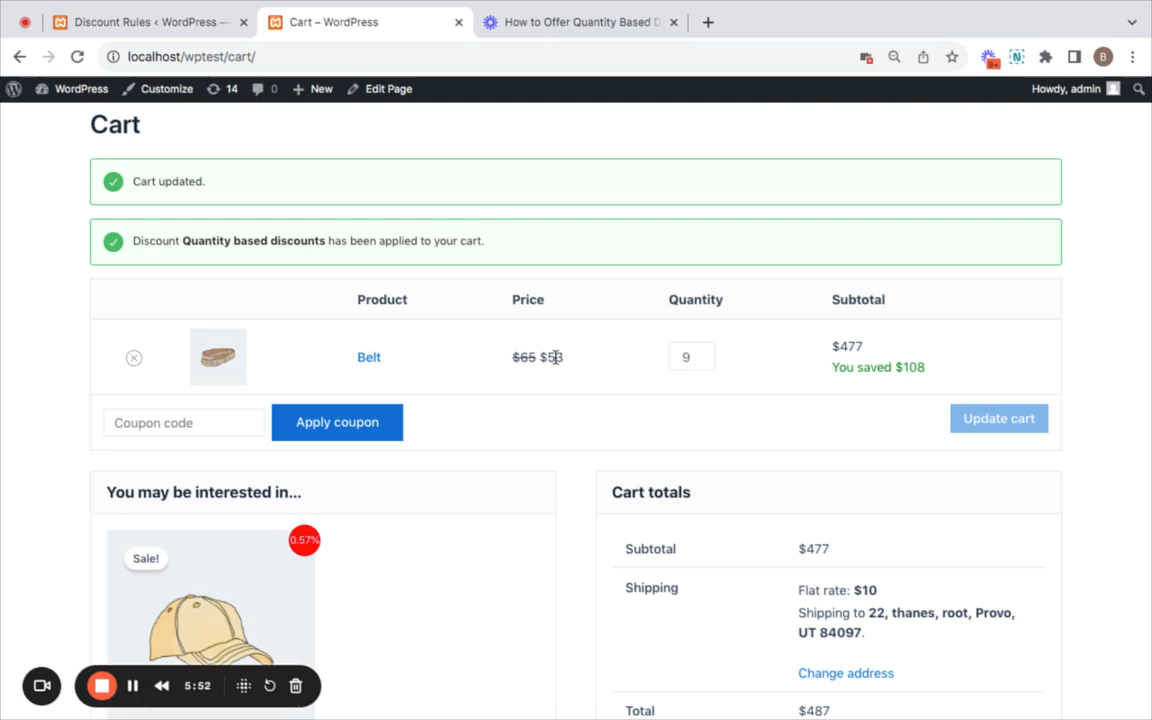 Discount Rules ‹ WordPress —
Cart – WordPress
How to Offer Quantity Based D
localhost/wptest/cart/
9+
N
B
WordPress
Customize
14
0
New
Edit Page
Howdy, admin
Cart
Cart updated.
Discount Quantity based discounts has been applied to your cart.
Product Price Quantity Subtotal
Belt $65 $53 9 $477
You saved $108
Coupon code Apply coupon Update cart
You may be interested in...
Sale!
0.57%
Cart totals
Subtotal $477
Shipping Flat rate: $10
Shipping to 22, thanes, root, Provo,
UT 84097.
Change address
Total $487
5:52